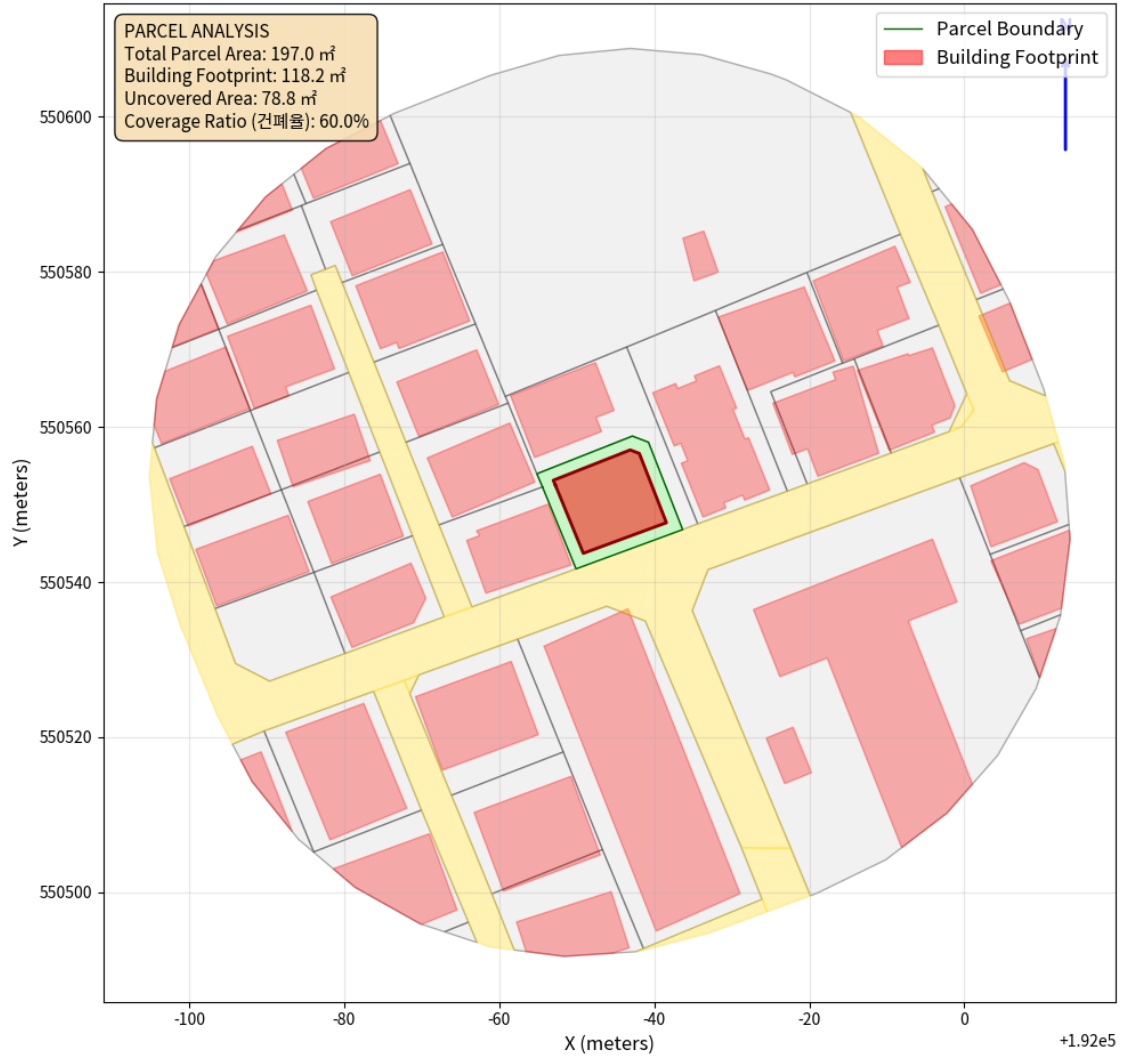 PARCEL ANALYSIS
Total Parcel Area: 197.0 ㎡
Building Footprint: 118.2 ㎡
Uncovered Area: 78.8 ㎡
Coverage Ratio (건폐율): 60.0%
Parcel Boundary
Building Footprint
N
550600
550580
550560
550540
550520
550500
Y (meters)
-100
-80
-60
-40
-20
0
+1.92e5
X (meters)